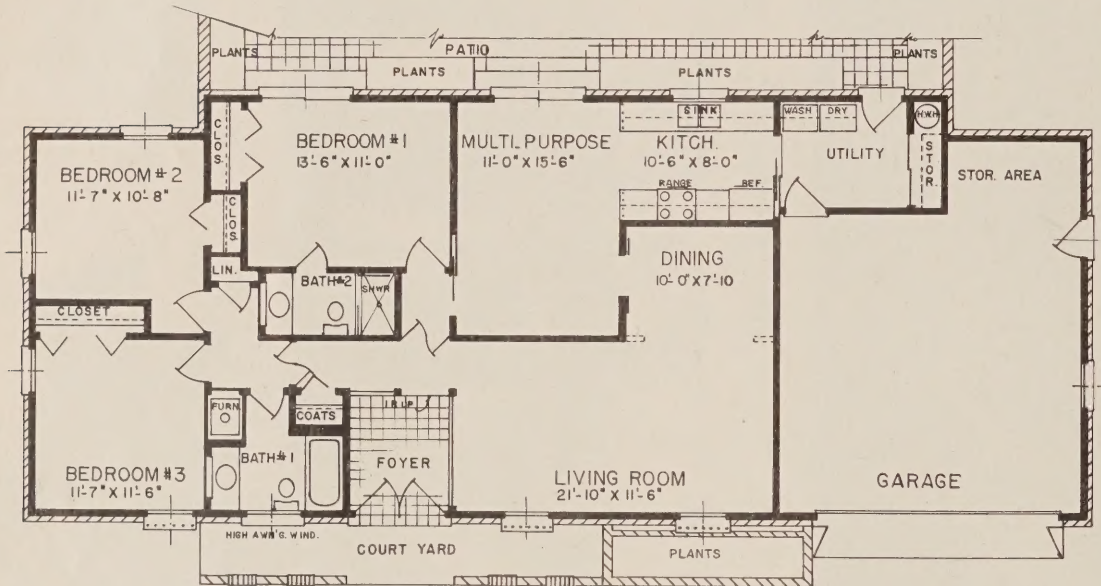 PLANTS
PATIO
PLANTS
PLANTS
PLANTS
CLOS.
BEDROOM #1
13'-6" X 11'-0"
MULTI. PURPOSE
11'-0" X 15'-6"
SINK
KITCH.
10'-6" X 8'-0"
RANGE
REF.
WASH
DRY
UTILITY
H.W.H.
STOR.
STOR. AREA
BEDROOM #2
11'-7" X 10'-8"
CLOS.
LIN.
BATH #2
SHWR
DINING
10'-0" X 7'-10
CLOSET
FURN.
COATS
BEDROOM #3
11'-7" X 11'-6"
BATH #1
FOYER
LIVING ROOM
21'-10" X 11'-6"
GARAGE
HIGH AWN'G. WIND.
COURT YARD
PLANTS